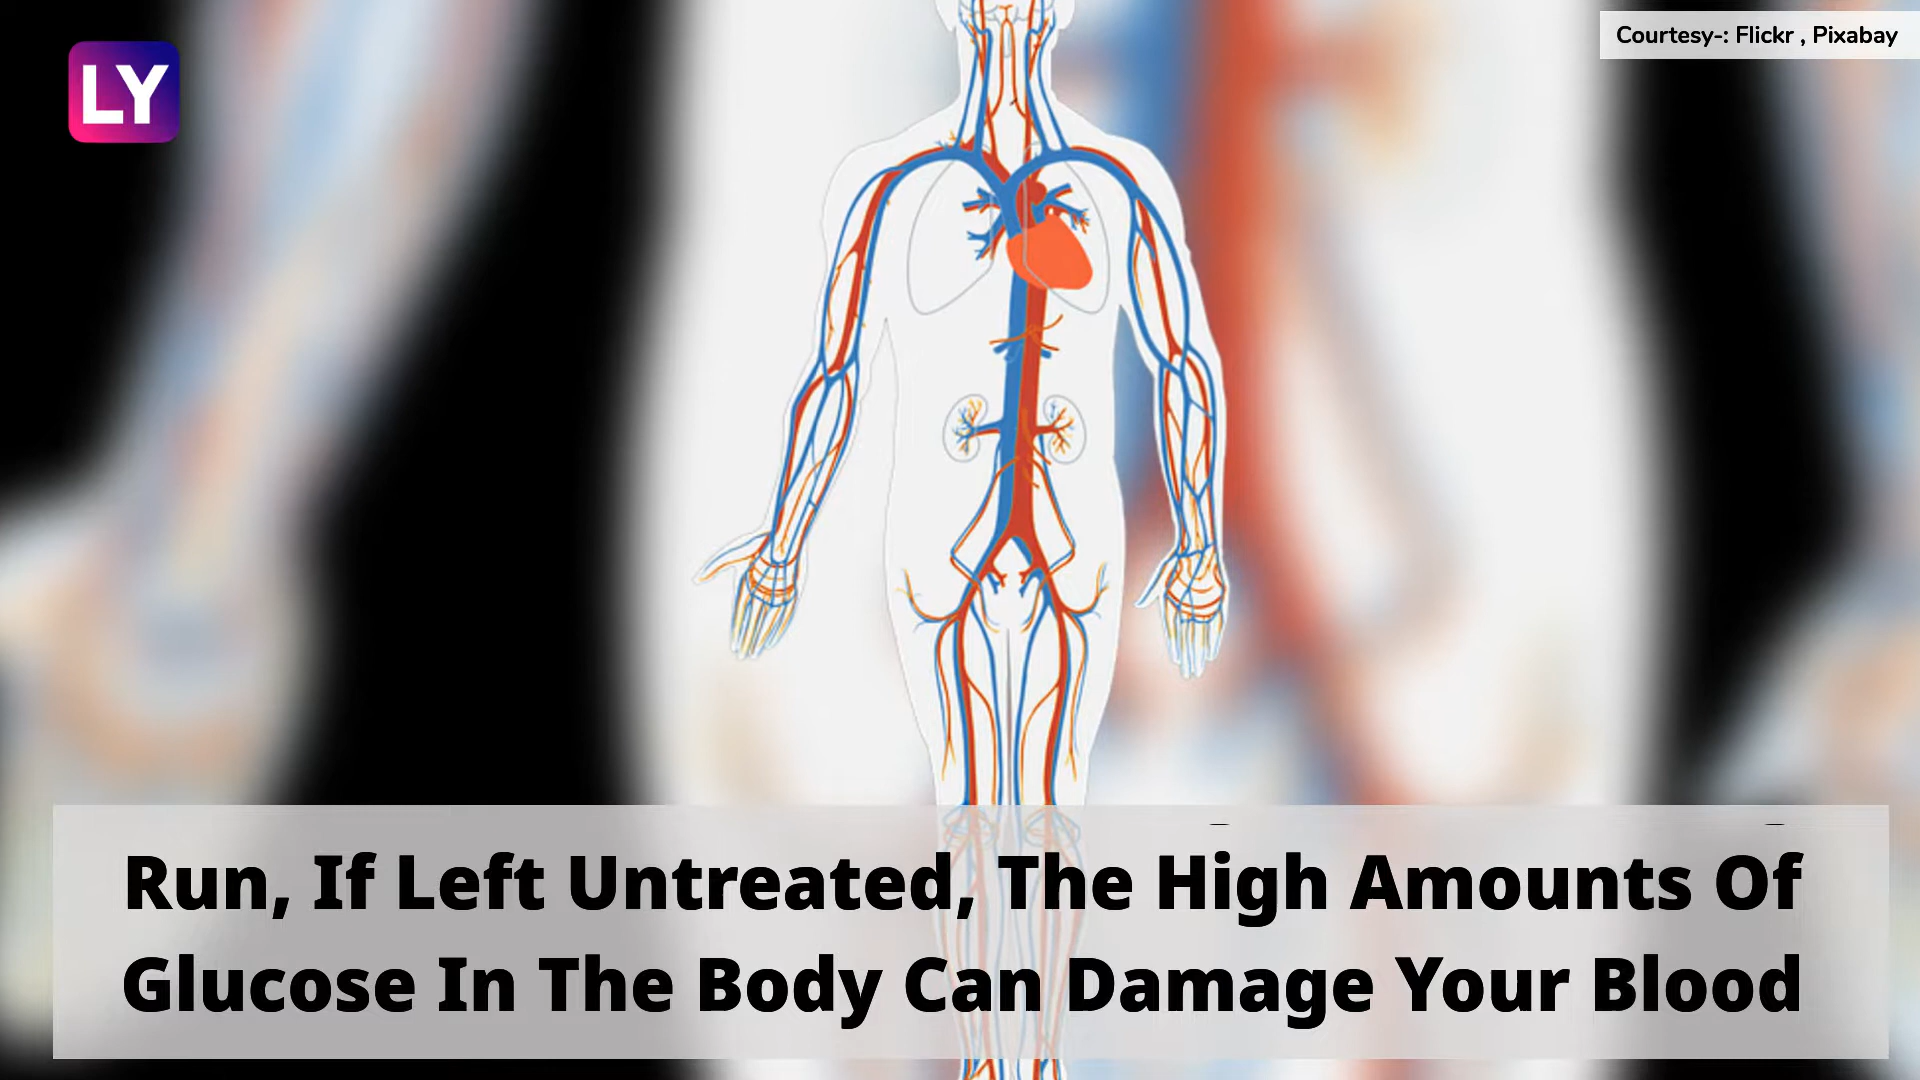 LY
Courtesy-: Flickr , Pixabay
Run, If Left Untreated, The High Amounts Of
Glucose In The Body Can Damage Your Blood